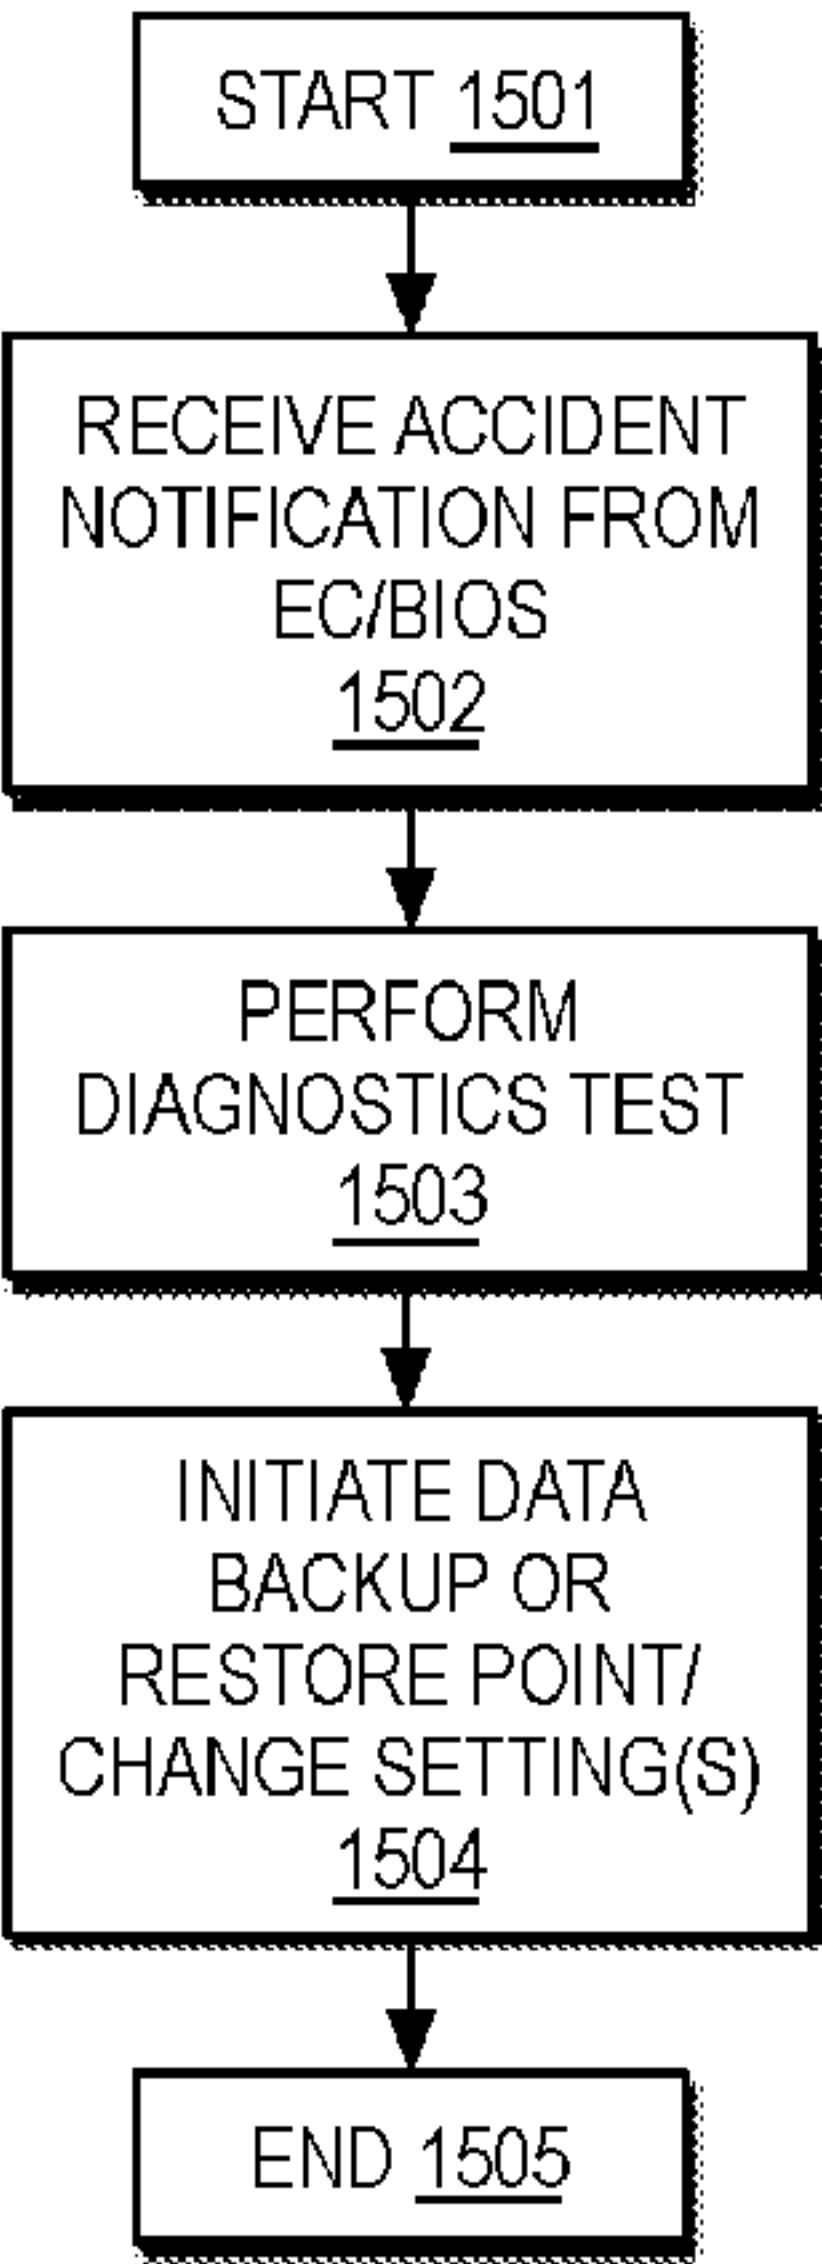 START 1501
RECEIVE ACCIDENT
NOTIFICATION FROM
EC/BIOS
1502
PERFORM
DIAGNOSTICS TEST
1503
INITIATE DATA
BACKUP OR
RESTORE POINT/
CHANGE SETTING(S)
1504
END 1505